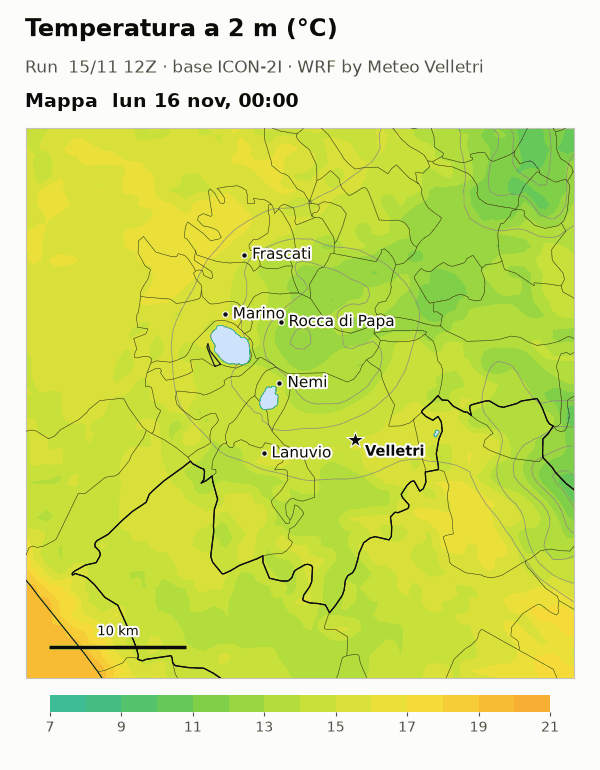 Temperatura a 2 m (°C)
Run  15/11 12Z · base ICON-2I · WRF by Meteo Velletri
Mappa  lun 16 nov, 00:00
Frascati
Marino
Rocca di Papa
Nemi
Velletri
Lanuvio
10 km
7 9 11 13 15 17 19 21